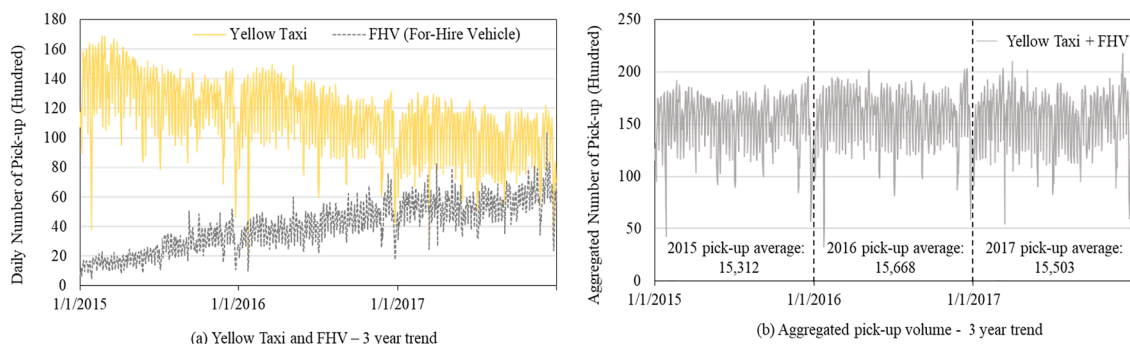 Daily Number of Pick-up (Hundred)
180
160
140
120
100
80
60
40
20
0
Yellow Taxi
FHV (For-Hire Vehicle)
1/1/2015
1/1/2016
1/1/2017
(a) Yellow Taxi and FHV – 3 year trend
Aggregated Number of Pick-up (Hundred)
250
200
150
100
50
0
Yellow Taxi + FHV
2015 pick-up average:
15,312
2016 pick-up average:
15,668
2017 pick-up average:
15,503
1/1/2015
1/1/2016
1/1/2017
(b) Aggregated pick-up volume - 3 year trend